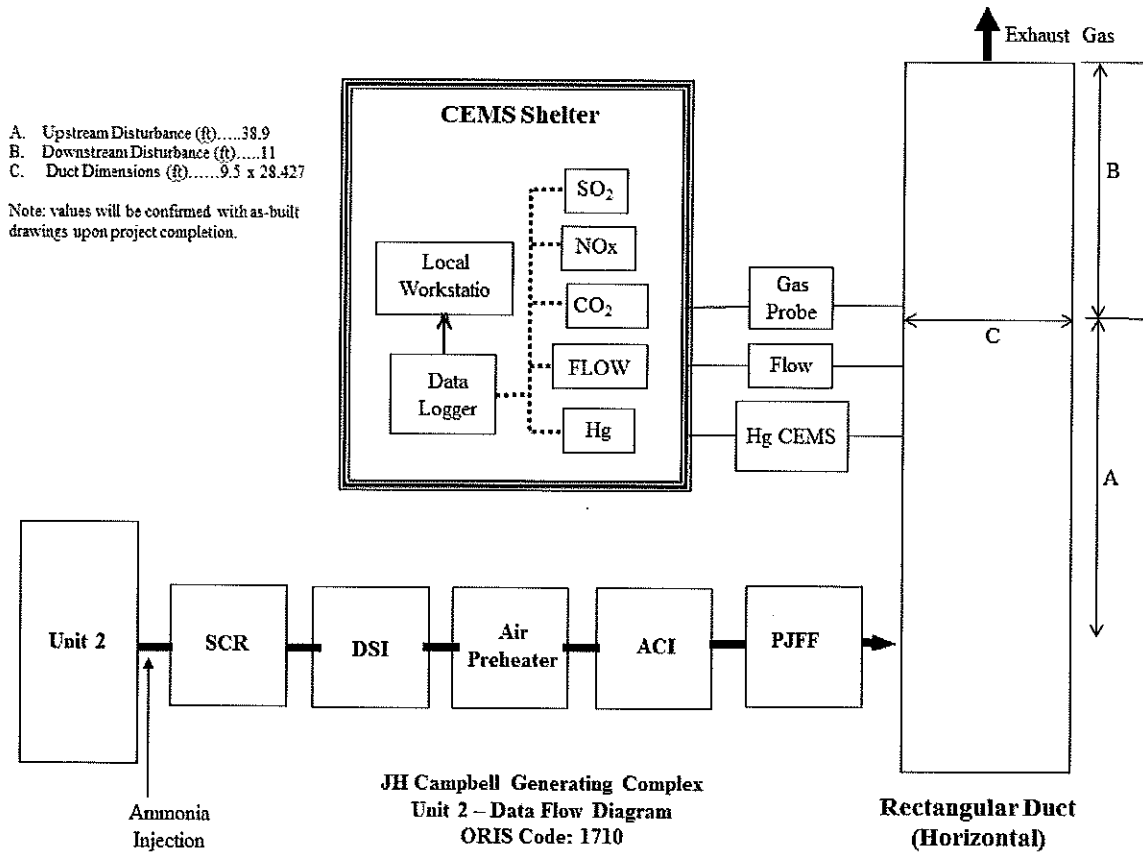 Exhaust Gas
A. Upstream Disturbance (ft).....38.9
B. Downstream Disturbance (ft).....11
C. Duct Dimensions (ft)......9.5 x 28.427
Note: values will be confirmed with as-built
drawings upon project completion.
CEMS Shelter
SO₂
NOx
CO₂
FLOW
Hg
Local
Workstatio
Data
Logger
Gas
Probe
Flow
Hg CEMS
B
C
A
Unit 2
SCR
DSI
Air
Preheater
ACI
PJFF
Ammonia
Injection
JH Campbell Generating Complex
Unit 2 – Data Flow Diagram
ORIS Code: 1710
Rectangular Duct
(Horizontal)